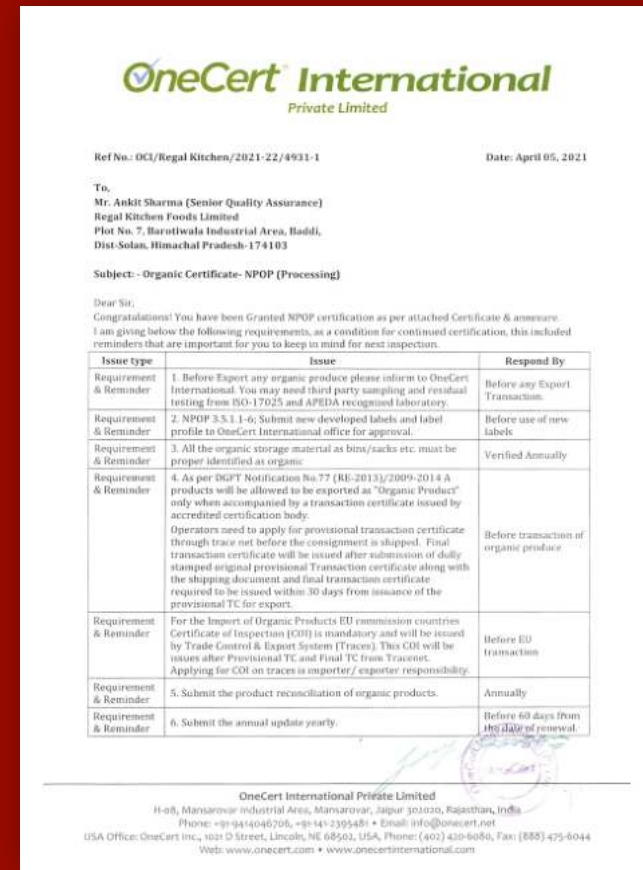 OneCert International
Private Limited
Ref No.: OCI/Regal Kitchen/2021-22/4931-1 Date: April 05, 2021
To,
Mr. Ankit Sharma (Senior Quality Assurance)
Regal Kitchen Foods Limited
Plot No. 7, Barotiwala Industrial Area, Baddi,
Dist-Solan, Himachal Pradesh-174103
Subject: - Organic Certificate- NPOP (Processing)
Dear Sir,
Congratulations! You have been Granted NPOP certification as per attached Certificate & annexure.
I am giving below the following requirements, as a condition for continued certification, this included
reminders that are important for you to keep in mind for next inspection.
Issue type Issue Respond By
Requirement & Reminder
1. Before Export any organic produce please inform to OneCert
International. You may need third party sampling and residual
testing from ISO-17025 and APEDA recognised laboratory.
Before any Export
Transaction.
Requirement & Reminder
2. NPOP 3.5.1.1-6; Submit new developed labels and label
profile to OneCert International office for approval.
Before use of new
labels
Requirement & Reminder
3. All the organic storage material as bins/sacks etc. must be
proper identified as organic
Verified Annually
Requirement & Reminder
4. As per DGFT Notification No.77 (RE-2013)/2009-2014 A
products will be allowed to be exported as "Organic Product"
only when accompanied by a transaction certificate issued by
accredited certification body.
Operators need to apply for provisional transaction certificate
through trace net before the consignment is shipped. Final
transaction certificate will be issued after submission of dully
stamped original provisional Transaction certificate along with
the shipping document and final transaction certificate
required to be issued within 30 days from issuance of the
provisional TC for export.
Before transaction of
organic produce
Requirement & Reminder
For the Import of Organic Products EU commission countries
Certificate of Inspection (COI) is mandatory and will be issued
by Trade Control & Export System (Traces). This COI will be
issues after Provisional TC and Final TC from Tracenet.
Applying for COI on traces is importer/ exporter responsibility.
Before EU
transaction
Requirement & Reminder
5. Submit the product reconciliation of organic products.
Annually
Requirement & Reminder
6. Submit the annual update yearly.
Before 60 days from
the date of renewal.
OneCert International Private Limited
H-08, Mansarovar Industrial Area, Mansarovar, Jaipur 302020, Rajasthan, India
Phone: +91-9414046706, +91-141-2395481 • Email: info@onecert.net
USA Office: OneCert Inc., 1021 D Street, Lincoln, NE 68502, USA, Phone: (402) 420-6080, Fax: (888) 475-6044
Web: www.onecert.com • www.onecertinternational.com